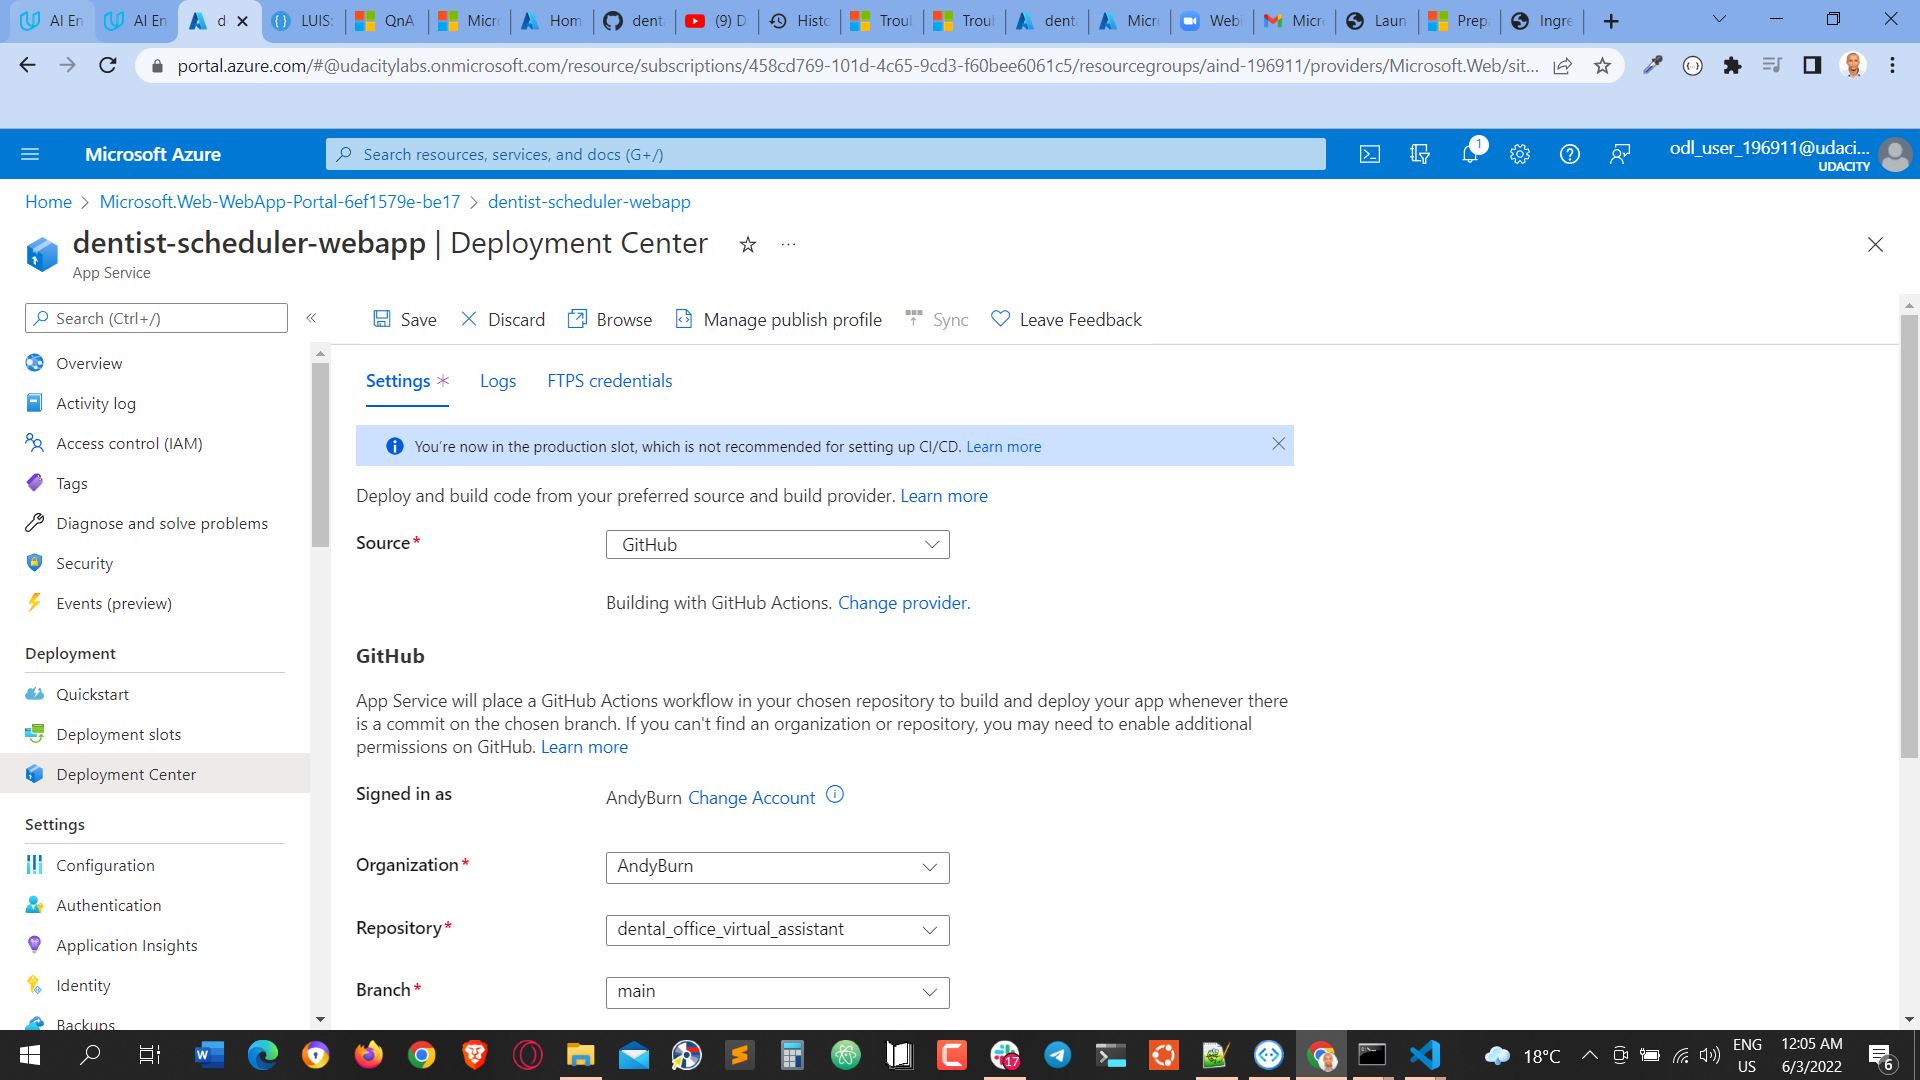 AI En
AI En
d
LUIS:
QnA
Micro
Hom
denta
(9) D
Histo
Troul
Troul
dent
Micro
Webi
Micro
Laun
Prep
Ingre
portal.azure.com/#@udacitylabs.onmicrosoft.com/resource/subscriptions/458cd769-101d-4c65-9cd3-f60bee6061c5/resourcegroups/aind-196911/providers/Microsoft.Web/sit...
Microsoft Azure
Search resources, services, and docs (G+/)
1
odl_user_196911@udaci...
UDACITY
Home > Microsoft.Web-WebApp-Portal-6ef1579e-be17 > dentist-scheduler-webapp
dentist-scheduler-webapp | Deployment Center
App Service
Search (Ctrl+/)
Save
Discard
Browse
Manage publish profile
Sync
Leave Feedback
Overview
Activity log
Access control (IAM)
Tags
Diagnose and solve problems
Security
Events (preview)
Deployment
Quickstart
Deployment slots
Deployment Center
Settings
Configuration
Authentication
Application Insights
Identity
Backups
Settings *
Logs
FTPS credentials
You're now in the production slot, which is not recommended for setting up CI/CD. Learn more
Deploy and build code from your preferred source and build provider. Learn more
Source*
GitHub
Building with GitHub Actions. Change provider.
GitHub
App Service will place a GitHub Actions workflow in your chosen repository to build and deploy your app whenever there
is a commit on the chosen branch. If you can't find an organization or repository, you may need to enable additional
permissions on GitHub. Learn more
Signed in as
AndyBurn Change Account
Organization*
AndyBurn
Repository*
dental_office_virtual_assistant
Branch*
main
17
18°C
ENG
US
12:05 AM
6/3/2022
6